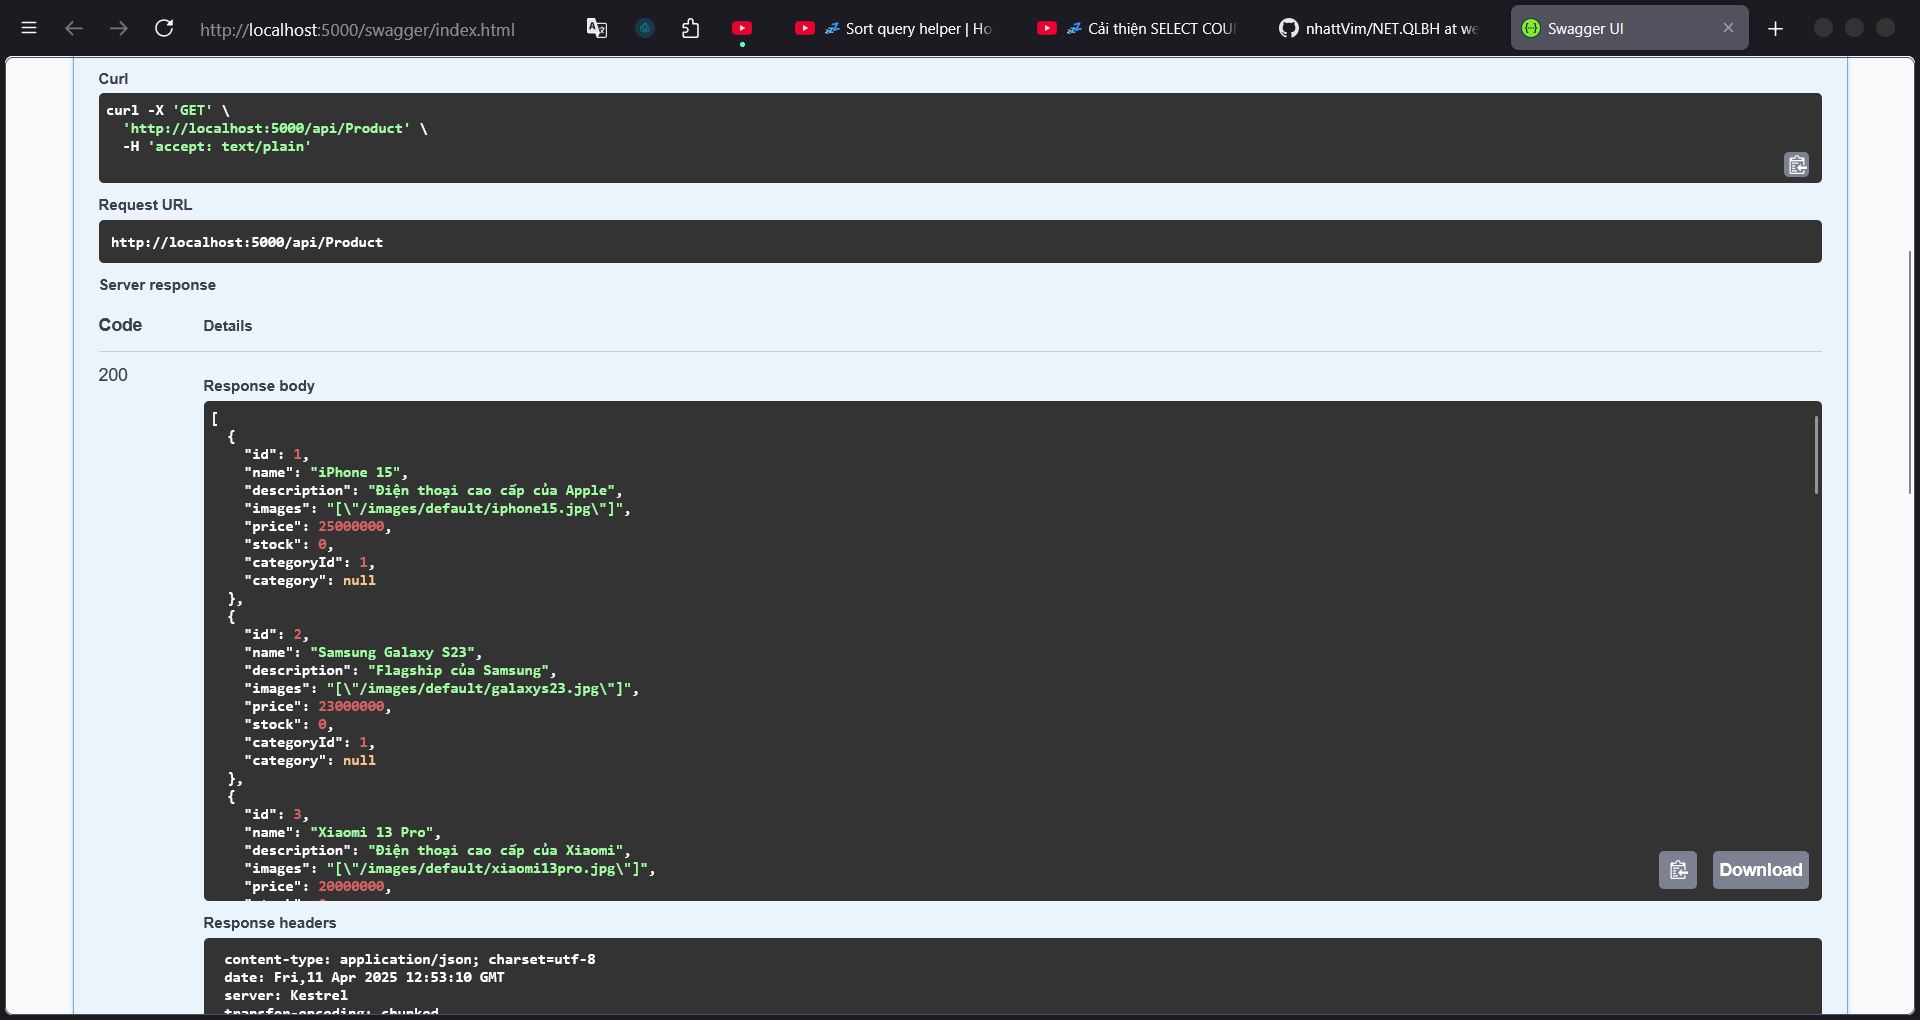 http://localhost:5000/swagger/index.html
Sort query helper | Ho
Cải thiện SELECT COU
nhattVim/NET.QLBH at we
Swagger UI
Curl
curl -X 'GET' \
'http://localhost:5000/api/Product' \
-H 'accept: text/plain'
Request URL
http://localhost:5000/api/Product
Server response
Code
Details
200
Response body
[
{
"id": 1,
"name": "iPhone 15",
"description": "Điện thoại cao cấp của Apple",
"images": "[\"/images/default/iphone15.jpg\"]",
"price": 25000000,
"stock": 0,
"categoryId": 1,
"category": null
},
{
"id": 2,
"name": "Samsung Galaxy S23",
"description": "Flagship của Samsung",
"images": "[\"/images/default/galaxys23.jpg\"]",
"price": 23000000,
"stock": 0,
"categoryId": 1,
"category": null
},
{
"id": 3,
"name": "Xiaomi 13 Pro",
"description": "Điện thoại cao cấp của Xiaomi",
"images": "[\"/images/default/xiaomi13pro.jpg\"]",
"price": 20000000,
Download
Response headers
content-type: application/json; charset=utf-8
date: Fri,11 Apr 2025 12:53:10 GMT
server: Kestrel
transfer-encoding: chunked